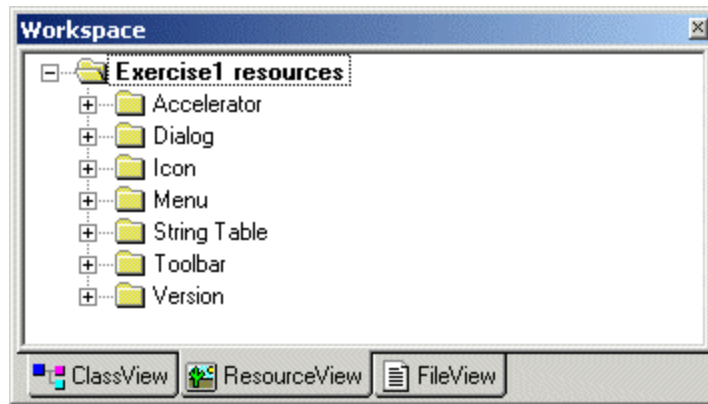 Workspace
Exercise1 resources
Accelerator
Dialog
Icon
Menu
String Table
Toolbar
Version
ClassView ResourceView FileView